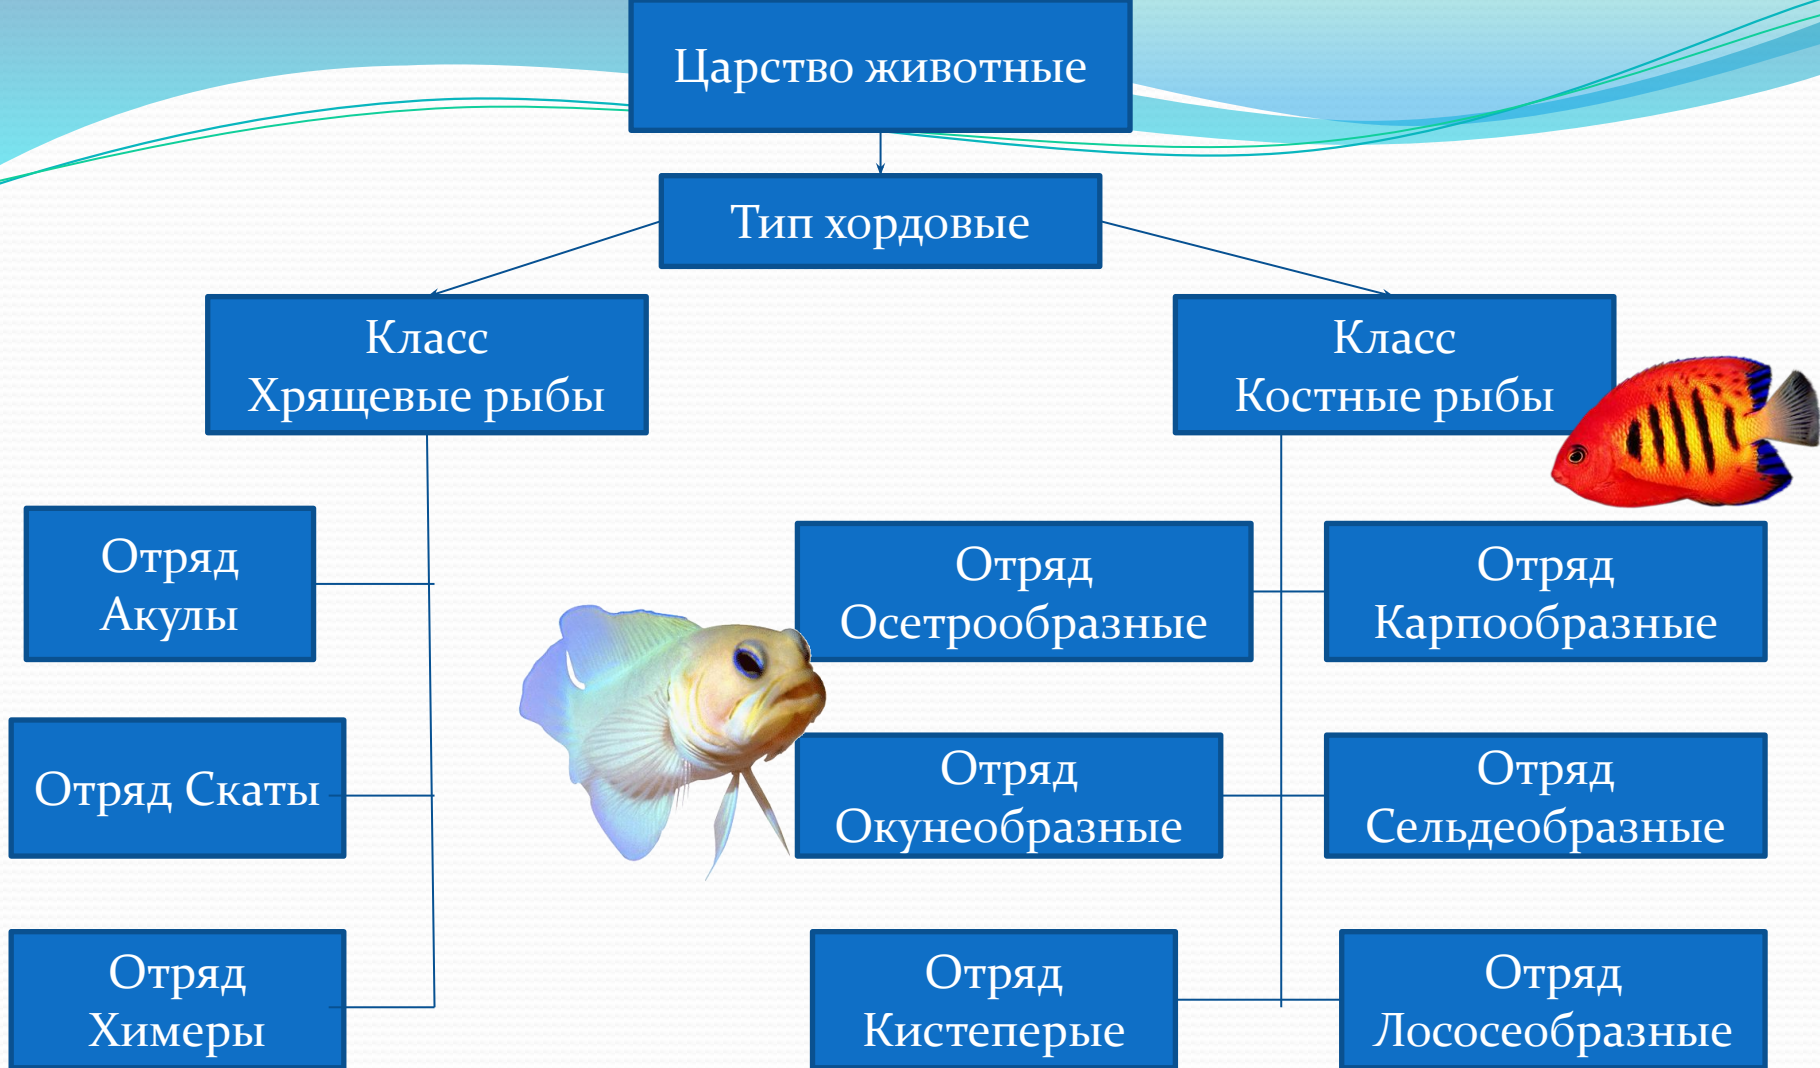 Царство животные
Тип хордовые
Класс
Хрящевые рыбы
Класс
Костные рыбы
Отряд
Акулы
Отряд Скаты
Отряд
Химеры
Отряд
Осетрообразные
Отряд
Карпообразные
Отряд
Окунеобразные
Отряд
Сельдеобразные
Отряд
Кистеперые
Отряд
Лососеобразные